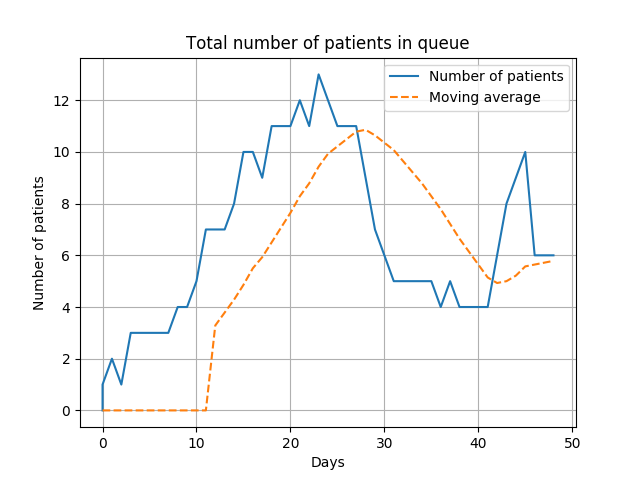 Total number of patients in queue
Number of patients
Moving average
Number of patients
12
10
8
6
4
2
0
0 10 20 30 40 50
Days